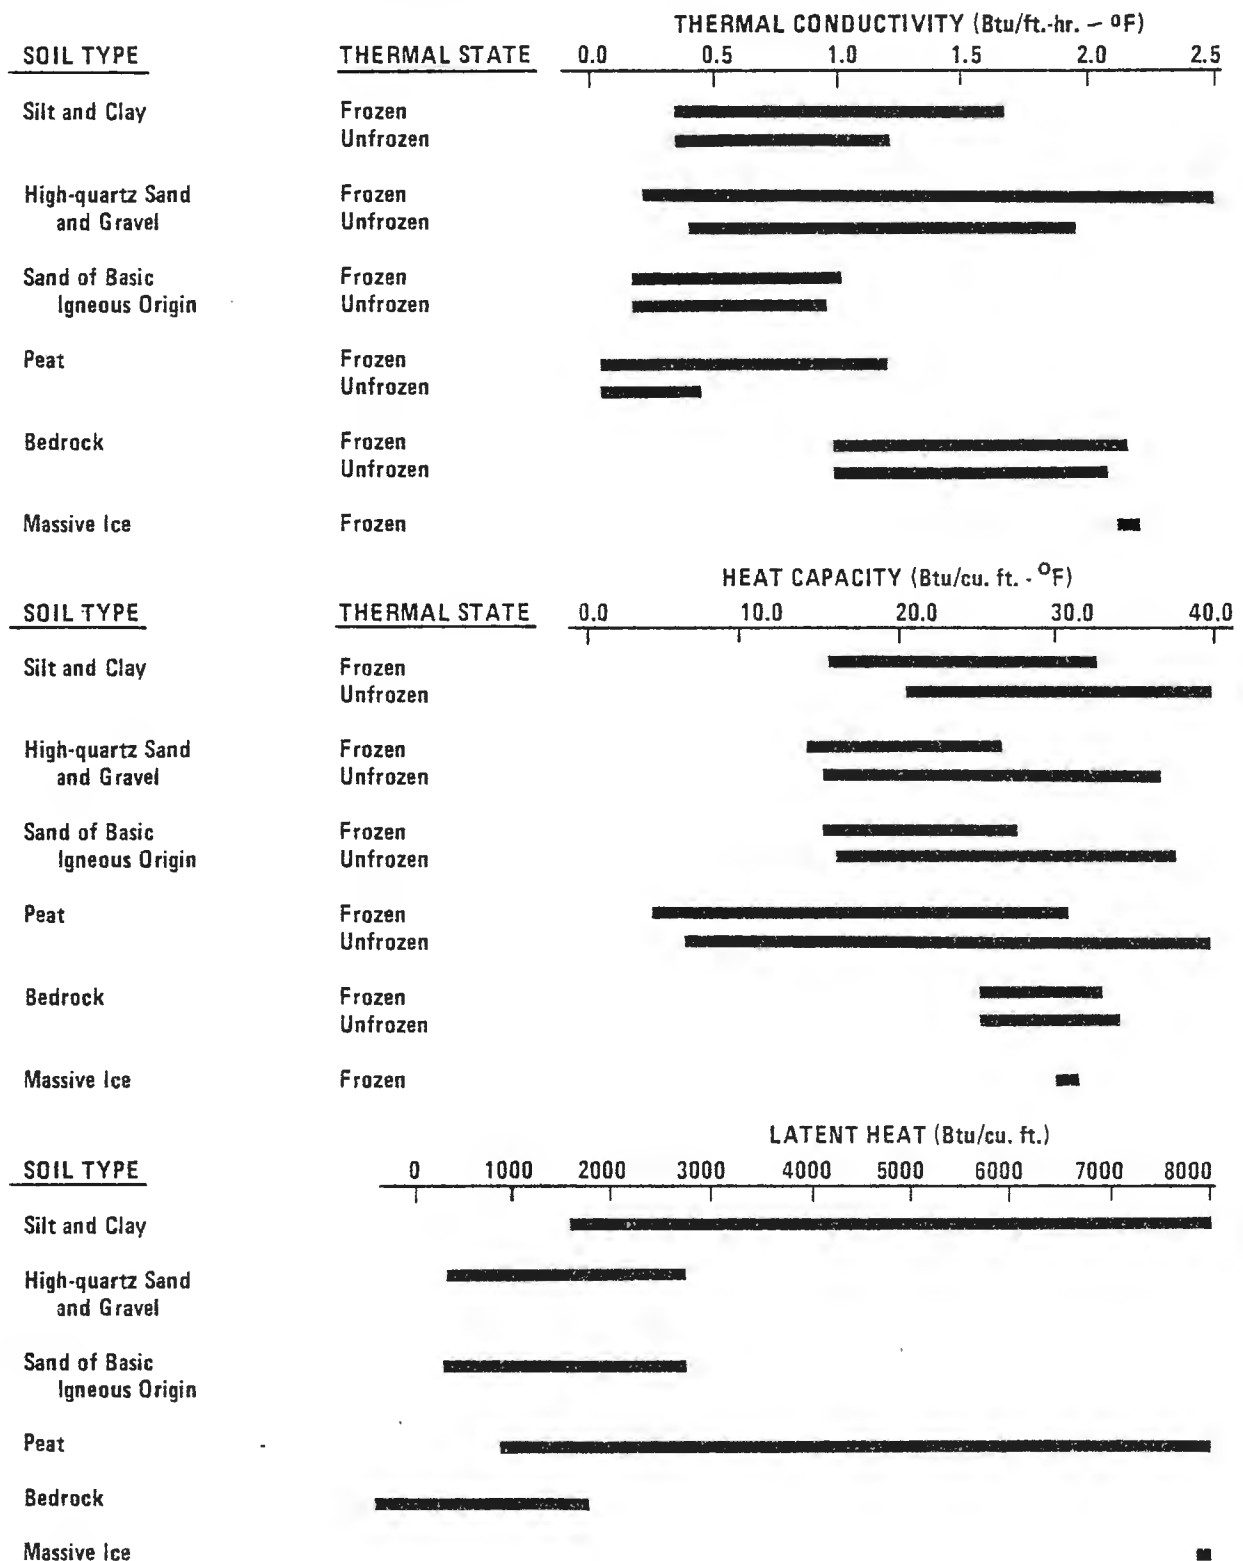 THERMAL CONDUCTIVITY (Btu/ft.-hr. – ⁰F)
SOIL TYPE THERMAL STATE 0.0 0.5 1.0 1.5 2.0 2.5
Silt and Clay Frozen
Unfrozen
High-quartz Sand Frozen
and Gravel Unfrozen
Sand of Basic Frozen
Igneous Origin Unfrozen
Peat Frozen
Unfrozen
Bedrock Frozen
Unfrozen
Massive Ice Frozen
HEAT CAPACITY (Btu/cu. ft. - ⁰F)
SOIL TYPE THERMAL STATE 0.0 10.0 20.0 30.0 40.0
Silt and Clay Frozen
Unfrozen
High-quartz Sand Frozen
and Gravel Unfrozen
Sand of Basic Frozen
Igneous Origin Unfrozen
Peat Frozen
Unfrozen
Bedrock Frozen
Unfrozen
Massive Ice Frozen
LATENT HEAT (Btu/cu. ft.)
SOIL TYPE 0 1000 2000 3000 4000 5000 6000 7000 8000
Silt and Clay
High-quartz Sand
and Gravel
Sand of Basic
Igneous Origin
Peat
Bedrock
Massive Ice